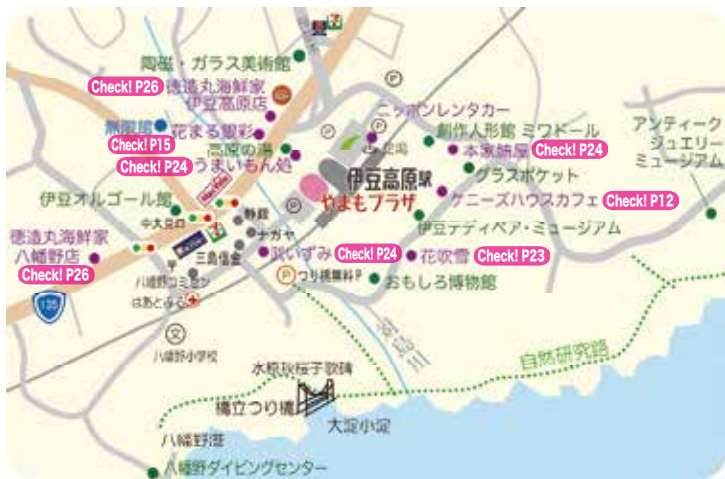 陶磁・ガラス美術館
Check! P26
徳造丸海鮮家
伊豆高原店
無限館
Check! P15
花まる銀彩
高原の湯
Check! P24
うまいもん処
ニッポンレンタカー
足湯
創作人形館 ミワドール
本家鮪屋
Check! P24
グラスポケット
アンティーク
ジュエリー
ミュージアム
伊豆高原駅
やまもプラザ
ケニーズハウスカフェ
Check! P12
伊豆オルゴール館
中大見口
静銀
ナガヤ
三島信金
伊豆テディベア・ミュージアム
徳造丸海鮮家
八幡野店
Check! P26
Check! P24
花吹雪
Check! P23
つり橋無料P
おもしろ博物館
八幡野コミセン
はあとふる
135
文
八幡野小学校
自然研究路
水原秋桜子歌碑
橋立つり橋
大淀小淀
八幡野港
八幡野ダイビングセンター